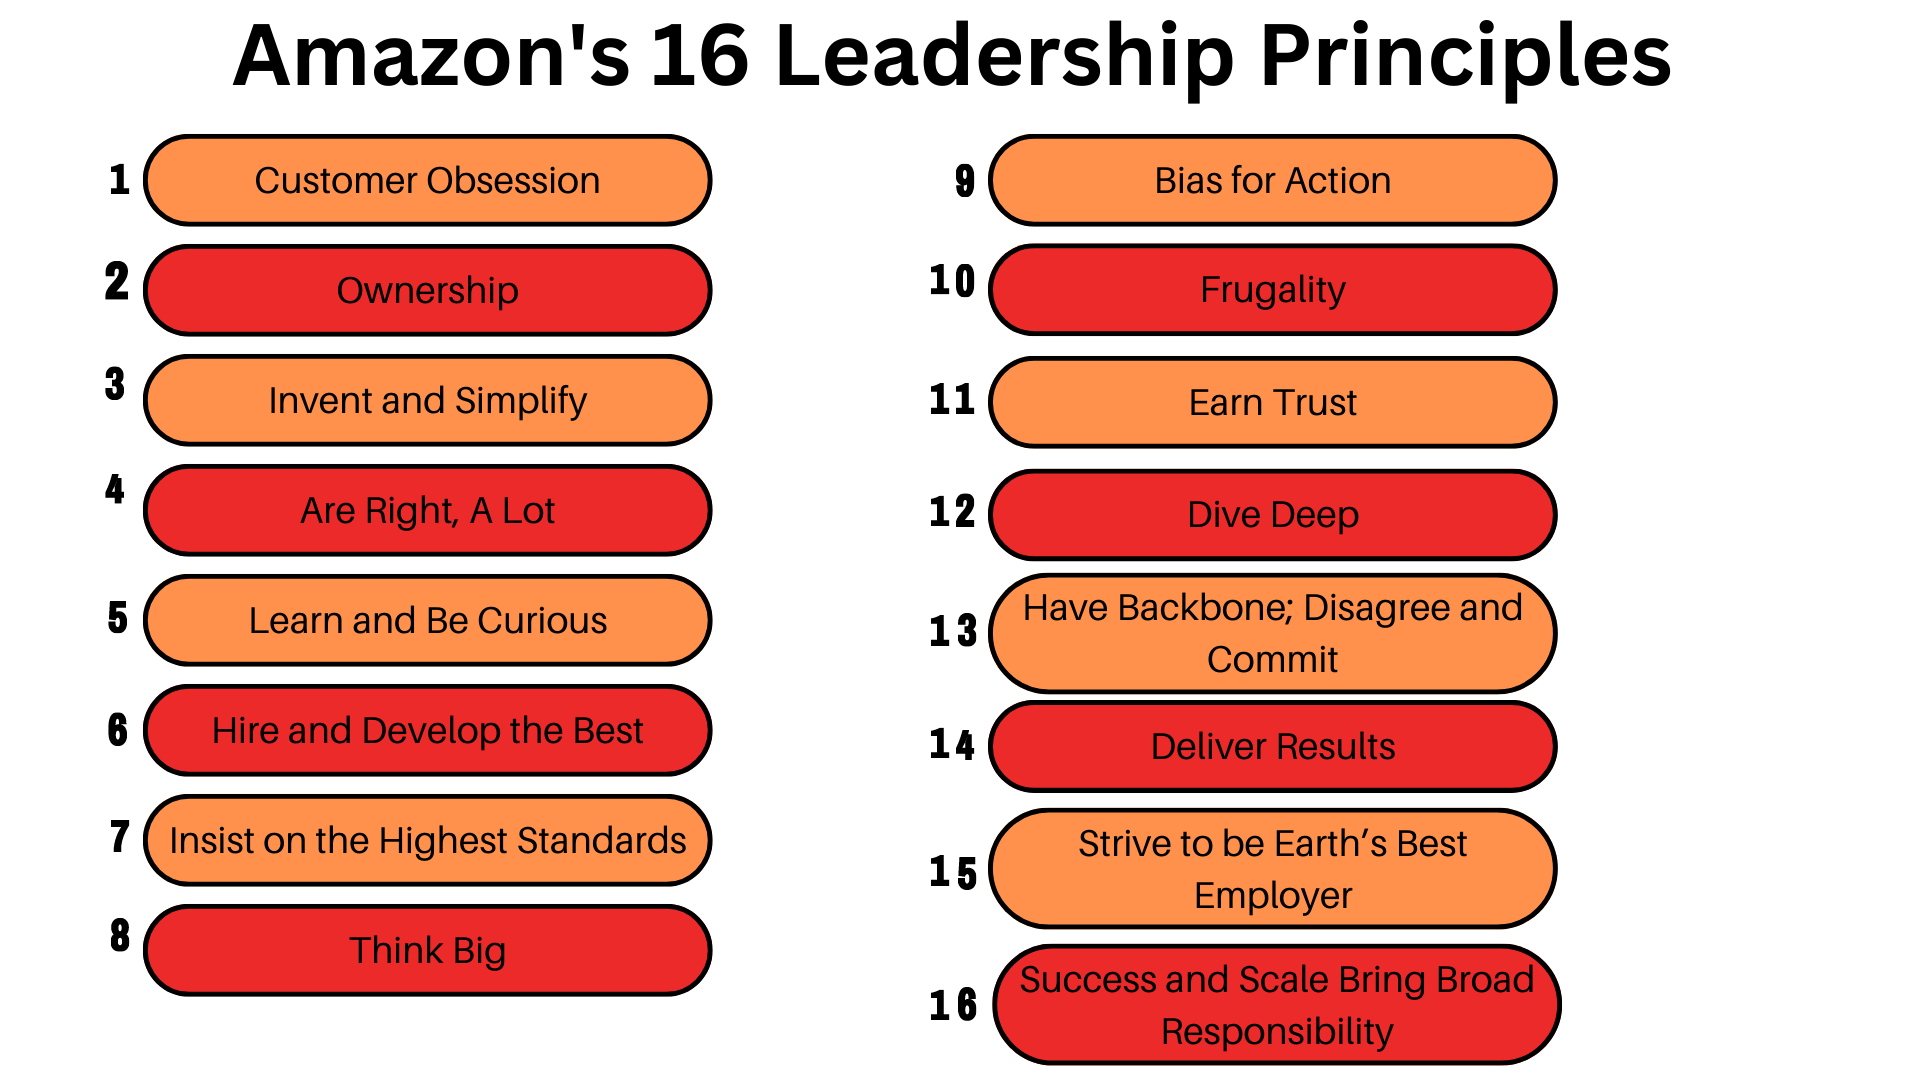 Amazon's 16 Leadership Principles
1 Customer Obsession
2 Ownership
3 Invent and Simplify
4 Are Right, A Lot
5 Learn and Be Curious
6 Hire and Develop the Best
7 Insist on the Highest Standards
8 Think Big
9 Bias for Action
10 Frugality
11 Earn Trust
12 Dive Deep
13 Have Backbone; Disagree and
Commit
14 Deliver Results
15 Strive to be Earth’s Best
Employer
16 Success and Scale Bring Broad
Responsibility